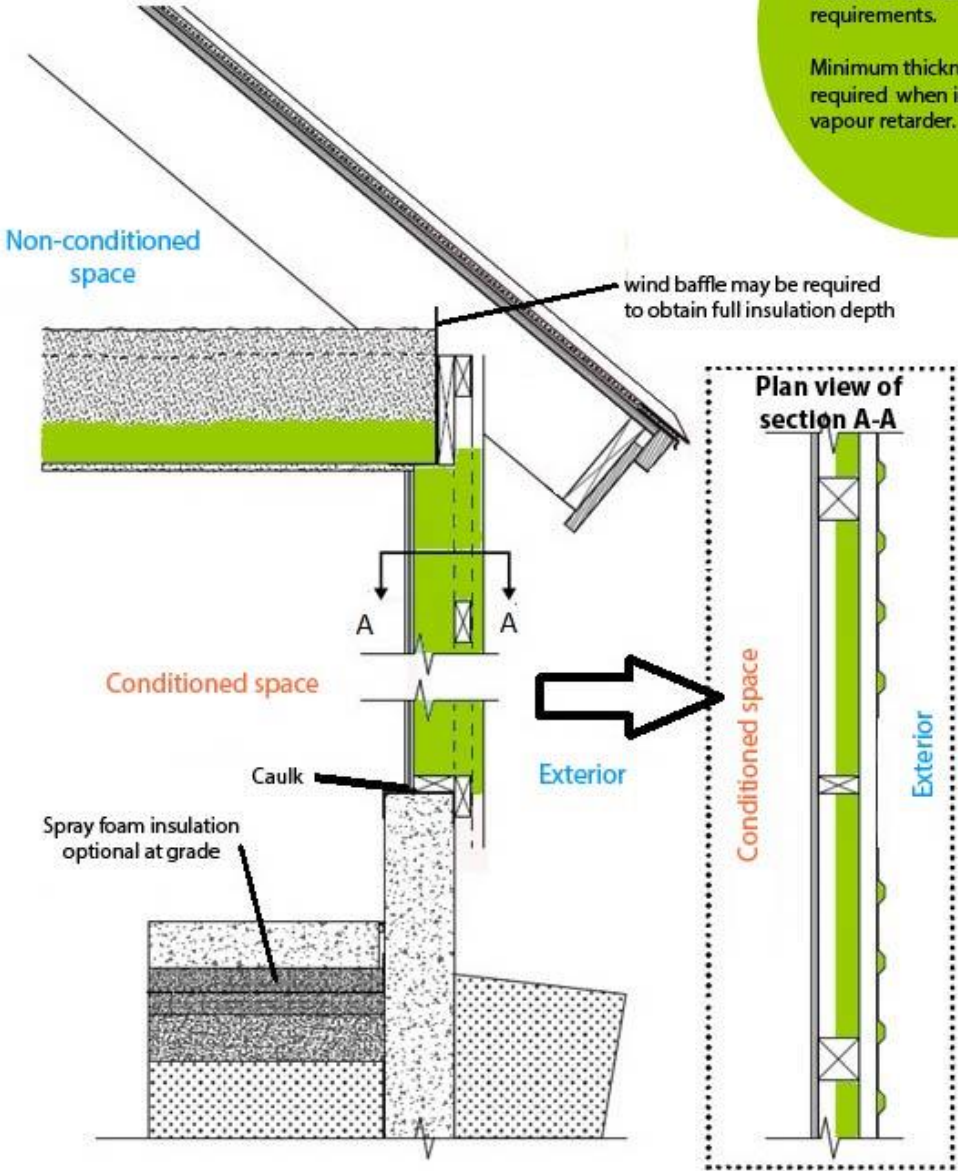 requirements.
Minimum
required when
vapour retarder.
Non-conditioned
space
wind baffle may be required
to obtain full insulation depth
Plan view of
section A-A
A
A
Conditioned space
Conditioned space
Exterior
Exterior
Caulk
Spray foam insulation
optional at grade